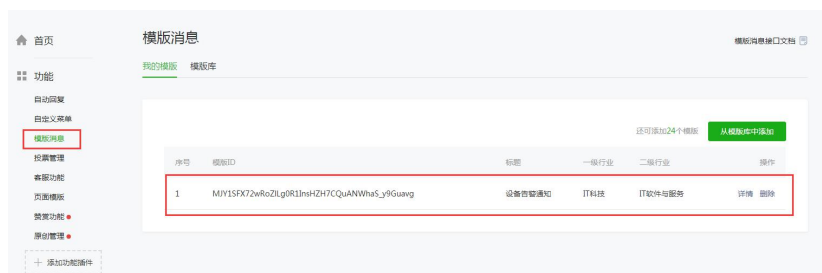 首页
功能
自动回复
自定义菜单
模版消息
投票管理
客服功能
页面模版
赞赏功能
原创管理
+ 添加功能插件
模版消息
模版消息接口文档
我的模版 模版库
还可添加24个模版 从模版库中添加
序号 模版ID 标题 一级行业 二级行业 操作
1 MJY1SFX72wRoZILg0R1InsHZH7CQuANWhaS_y9Guavg 设备告警通知 IT科技 IT软件与服务 详情 删除